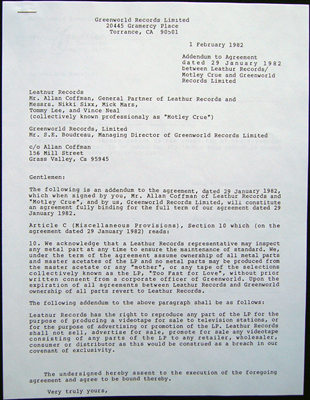 Greenworld Records Limited
20445 Gramercy Place
Torrance, CA 90501
1 February 1982
Addendum to Agreement
dated 29 January 1982
between Leathur Records/
Motley Crue and Greenworld
Records Limited
Leatnur Records
Mr. Allan Coffman, General Partner of Leathur Records and
Messrs. Nikki Sixx, Mick Mars,
Tommy Lee, and Vince Neal
(collectively known professionaly as "Motley Crue")
Greenworld Records, Limited
Mr. S.E. Boudreau, Managing Director of Greenworld Records Limited
c/o Allan Coffman
156 Mill Street
Grass Valley, Ca 95945
Gentlemen:
The following is an addendum to the agreement, dated 29 January 1982,
which when signed by you, Mr. Allan Coffman of Leathur Records and
"Motley Crue", and by us, Greenworld Records Limited, will constitute
an agreement fully binding for the full term of our agreement dated 29
January 1982.
Article C (Miscellaneous Provisions), Section 10 which (on the
agreement dated 29 January 1982) reads:
10. We acknowledge that a Leathur Records representative may inspect
any metal part at any time to ensure the maintenance of standard. We,
under the term of the agreement assume ownership of all metal parts
and master acetates of the LP and no metal parts may be produced from
the master acetate or any "mother", or any tape of the selections
collectively known as the LP, "Too Fast for Love", without prior
written consent from a corporate officer of Greenworld. Upon the
expiration of all agreements between Leathur Records and Greenworld
ownership of all parts revert to Leathur Records.
The following addendum to the above paragraph shall be as follows:
Leatnur Records has the right to reproduce any part of the LP for the
purpose of producing a videotape for sale to television stations, or
for the purpose of advertising or promotion of the LP. Leathur Records
shall not sell, advertise for sale, promote for sale any videotape
consisting of any parts of the LP to any retailer, wholesaler,
consumer or distributor as this would be construed as a breach in our
covenant of exclusivity.
The undersigned hereby assent to the execution of the foregoing
agreement and agree to be bound thereby.
Very truly yours,